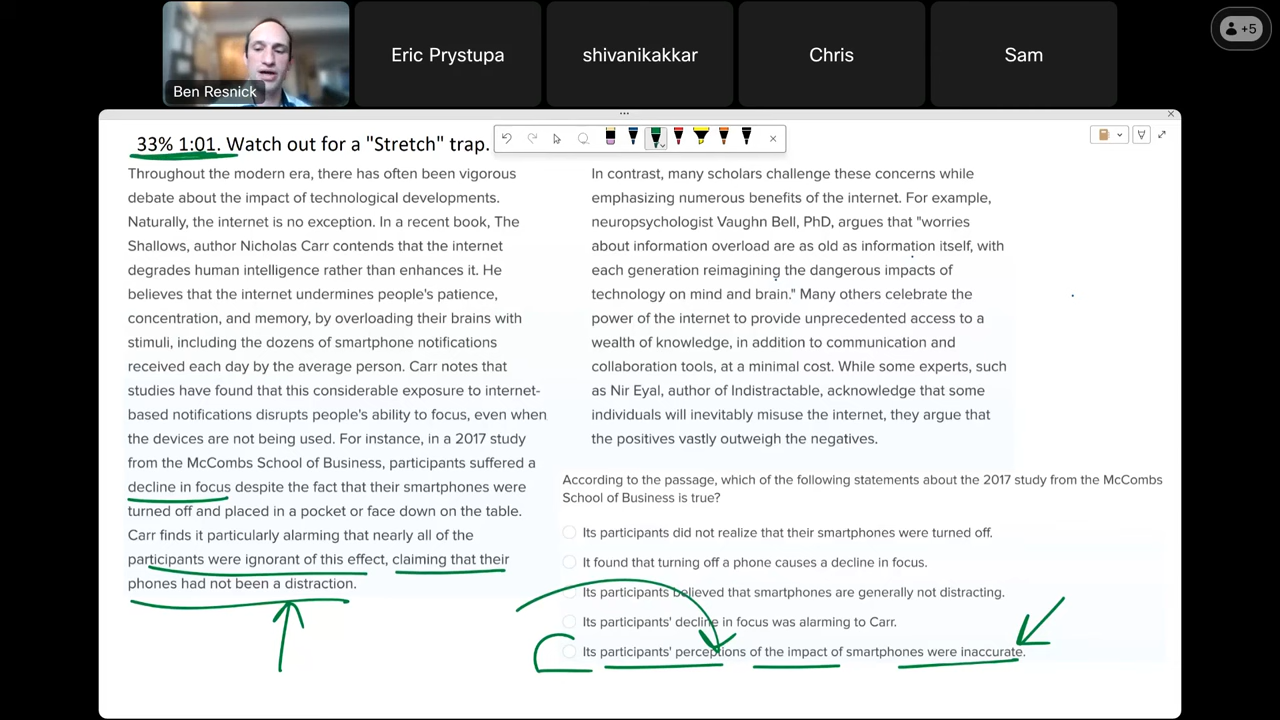 +5
Ben Resnick
Eric Prystupa
shivanikakkar
Chris
Sam
33% 1:01. Watch out for a "Stretch" trap.
Throughout the modern era, there has often been vigorous
debate about the impact of technological developments.
Naturally, the internet is no exception. In a recent book, The
Shallows, author Nicholas Carr contends that the internet
degrades human intelligence rather than enhances it. He
believes that the internet undermines people's patience,
concentration, and memory, by overloading their brains with
stimuli, including the dozens of smartphone notifications
received each day by the average person. Carr notes that
studies have found that this considerable exposure to internet-
based notifications disrupts people's ability to focus, even when
the devices are not being used. For instance, in a 2017 study
from the McCombs School of Business, participants suffered a
decline in focus despite the fact that their smartphones were
turned off and placed in a pocket or face down on the table.
Carr finds it particularly alarming that nearly all of the
participants were ignorant of this effect, claiming that their
phones had not been a distraction.
In contrast, many scholars challenge these concerns while
emphasizing numerous benefits of the internet. For example,
neuropsychologist Vaughn Bell, PhD, argues that "worries
about information overload are as old as information itself, with
each generation reimagining the dangerous impacts of
technology on mind and brain." Many others celebrate the
power of the internet to provide unprecedented access to a
wealth of knowledge, in addition to communication and
collaboration tools, at a minimal cost. While some experts, such
as Nir Eyal, author of Indistractable, acknowledge that some
individuals will inevitably misuse the internet, they argue that
the positives vastly outweigh the negatives.
According to the passage, which of the following statements about the 2017 study from the McCombs
School of Business is true?
Its participants did not realize that their smartphones were turned off.
It found that turning off a phone causes a decline in focus.
Its participants believed that smartphones are generally not distracting.
Its participants' decline in focus was alarming to Carr.
Its participants' perceptions of the impact of smartphones were inaccurate.